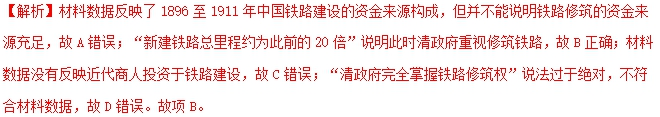 【解析】材料数据反映了 1896 至 1911 年中国铁路建设的资金来源构成，但并不能说明铁路修筑的资金来
源充足，故 A 错误；“新建铁路总里程约为此前的 20 倍”说明此时清政府重视修筑铁路，故 B 正确；材料
数据没有反映近代商人投资于铁路建设，故 C 错误；“清政府完全掌握铁路修筑权”说法过于绝对，不符
合材料数据，故 D 错误。故项 B。